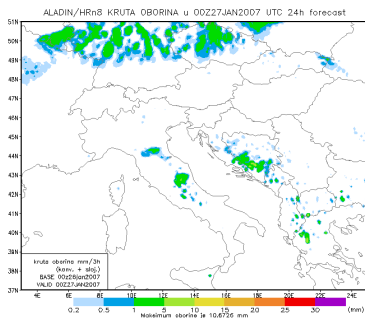 ALADIN/HRn8 KRUTA OBORINA u 00Z27JAN2007 UTC 24h forecast
51N
50N
49N
48N
47N
46N
45N
44N
43N
42N
41N
40N
39N
38N
37N
kruta oborina mm/3h
(konv. + sloj.)
BASE 00z26jan2007
VALID 00Z27JAN2007
4E 6E 8E 10E 12E 14E 16E 18E 20E 22E 24E
0.2 0.5 1 5 10 15 20 25 30 (mm)
Maksimum oborine je 10.6726 mm